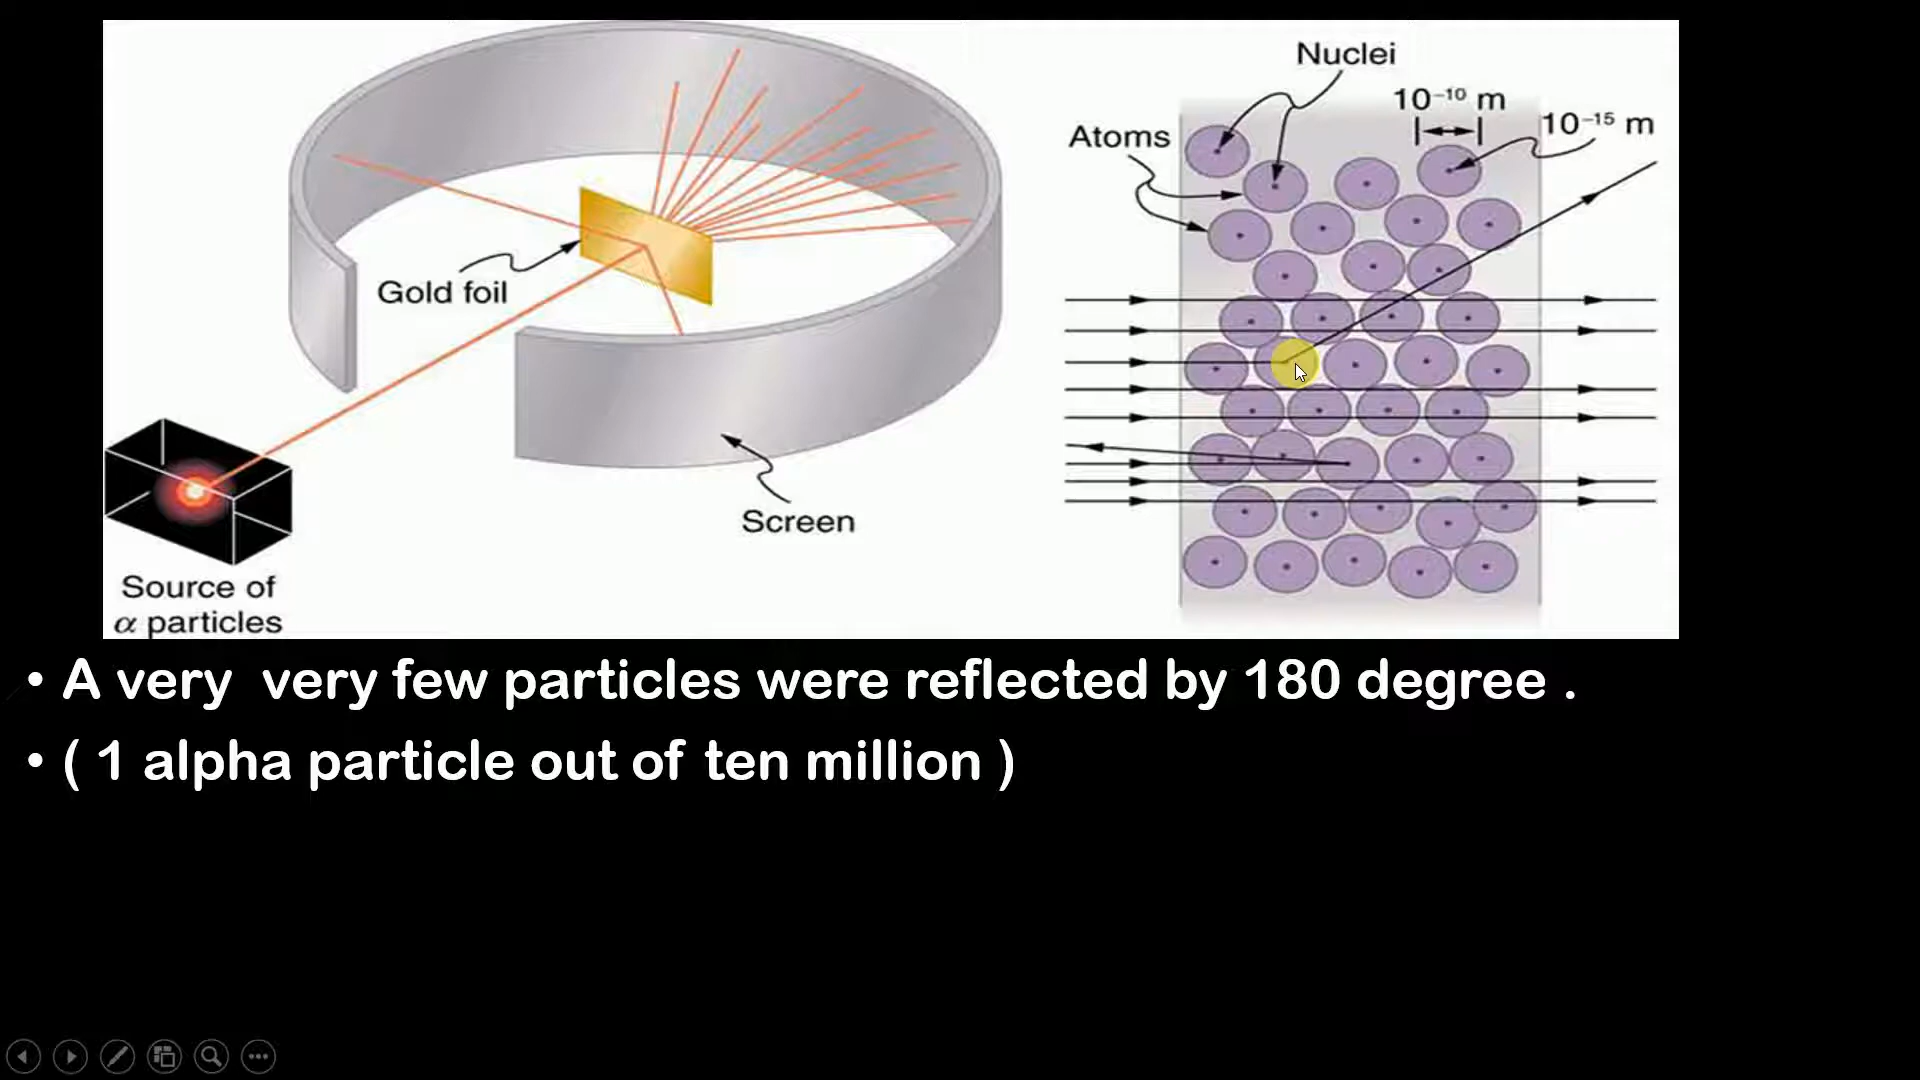 Nuclei
10⁻¹⁰ m
10⁻¹⁵ m
Atoms
Gold foil
Screen
Source of
α particles
• A very  very few particles were reflected by 180 degree .
• ( 1 alpha particle out of ten million )